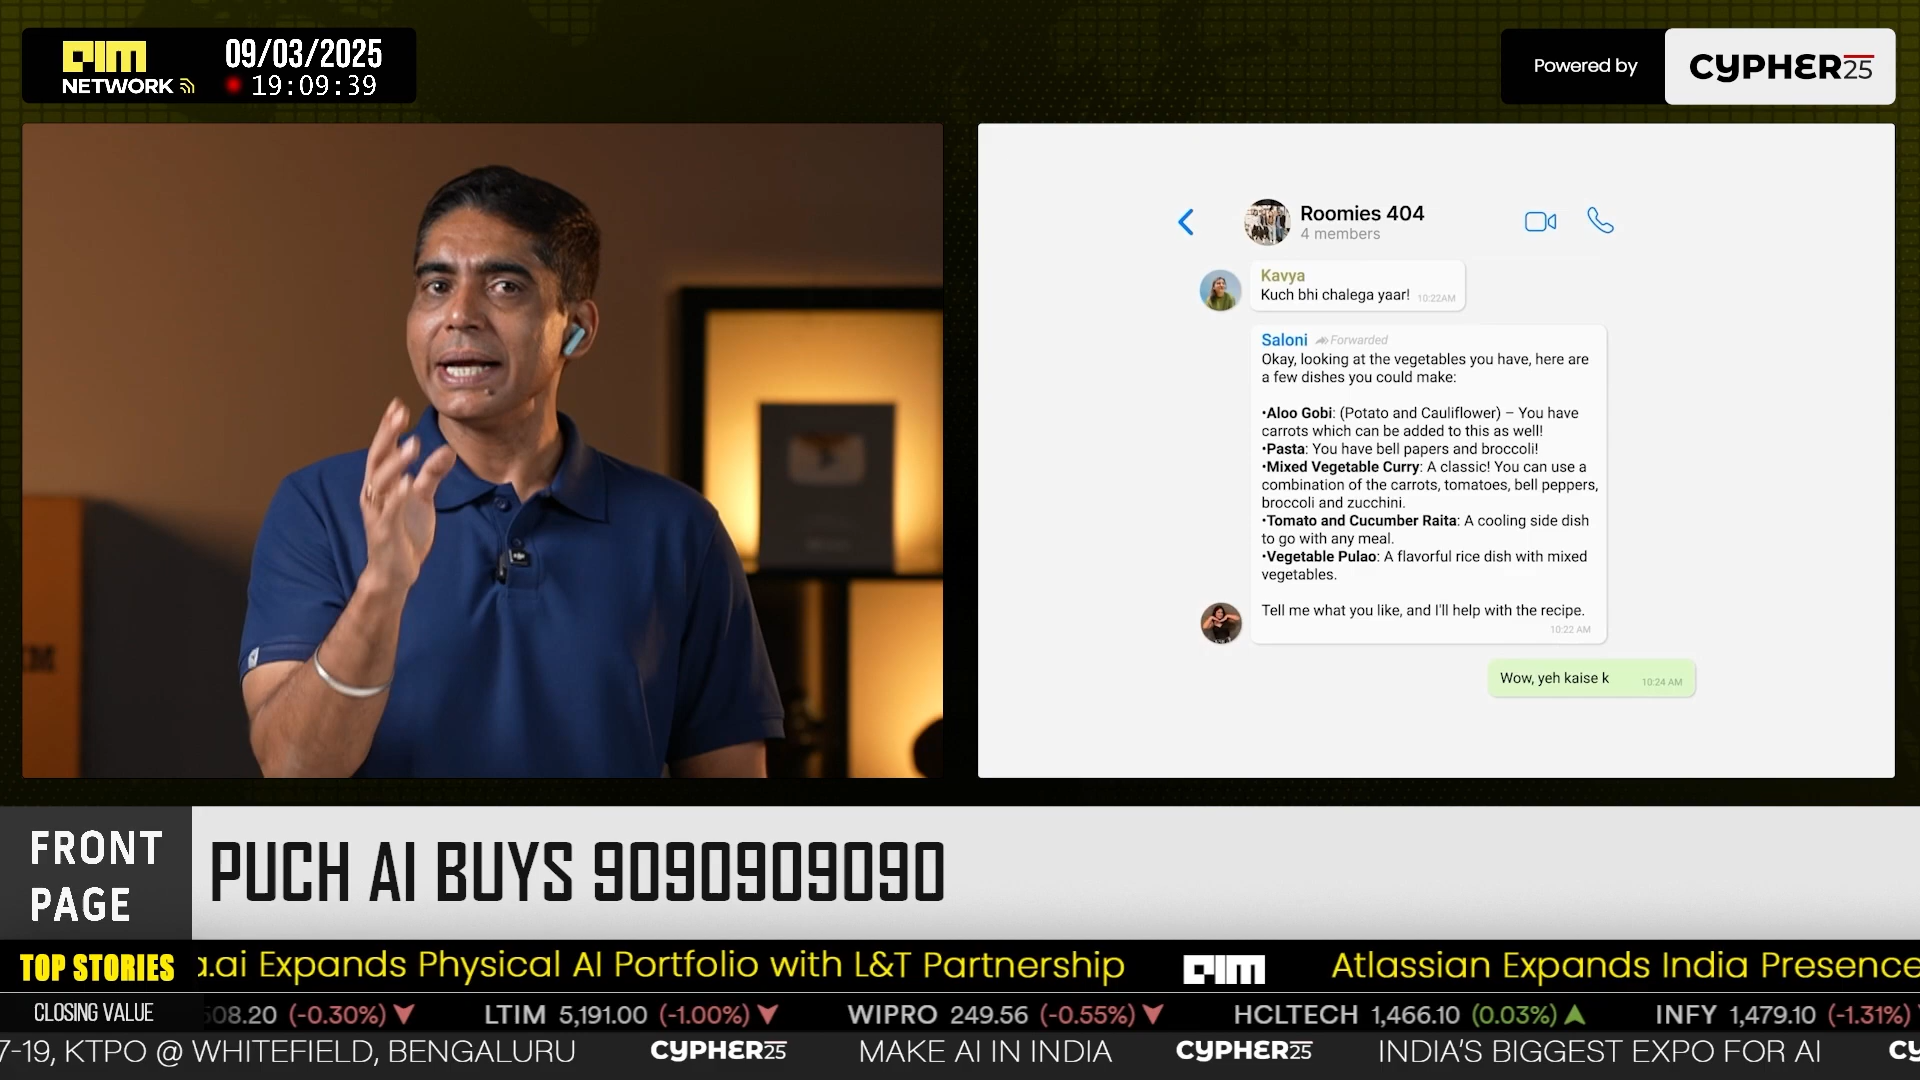 AIM
NETWORK
09/03/2025
19:09:39
Powered by
CYPHER25
Roomies 404
4 members
Kavya
Kuch bhi chalega yaar! 10:22AM
Saloni Forwarded
Okay, looking at the vegetables you have, here are
a few dishes you could make:
•Aloo Gobi: (Potato and Cauliflower) – You have
carrots which can be added to this as well!
•Pasta: You have bell papers and broccoli!
•Mixed Vegetable Curry: A classic! You can use a
combination of the carrots, tomatoes, bell peppers,
broccoli and zucchini.
•Tomato and Cucumber Raita: A cooling side dish
to go with any meal.
•Vegetable Pulao: A flavorful rice dish with mixed
vegetables.
Tell me what you like, and I'll help with the recipe.
10:22 AM
Wow, yeh kaise k 10:24 AM
FRONT
PAGE
PUCH AI BUYS 9090909090
TOP STORIES
a.ai Expands Physical AI Portfolio with L&T Partnership AIM Atlassian Expands India Presence
CLOSING VALUE
508.20 (-0.30%) LTIM 5,191.00 (-1.00%) WIPRO 249.56 (-0.55%) HCLTECH 1,466.10 (0.03%) INFY 1,479.10 (-1.31%)
7-19, KTPO @ WHITEFIELD, BENGALURU CYPHER25 MAKE AI IN INDIA CYPHER25 INDIA'S BIGGEST EXPO FOR AI CY